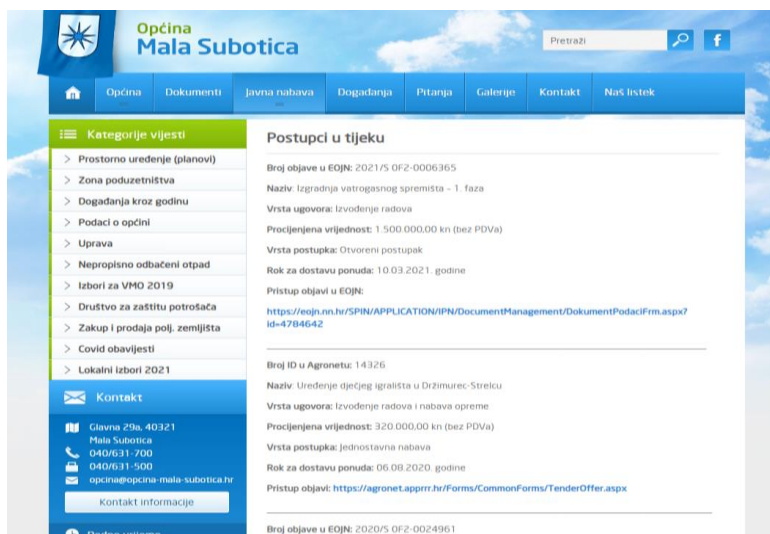 Općina
Mala Subotica
Pretraži
f
Općina
Dokumenti
Javna nabava
Događanja
Pitanja
Galerije
Kontakt
Naš listek
Kategorije vijesti
> Prostorno uređenje (planovi)
> Zona poduzetništva
> Događanja kroz godinu
> Podaci o općini
> Uprava
> Nepropisno odbačeni otpad
> Izbori za VMO 2019
> Društvo za zaštitu potrošača
> Zakup i prodaja polj. zemljišta
> Covid obavijesti
> Lokalni izbori 2021
Kontakt
Glavna 29a, 40321
Mala Subotica
040/631-700
040/631-500
opcina@opcina-mala-subotica.hr
Kontakt informacije
Radno vrijeme
Postupci u tijeku
Broj objave u EOJN: 2021/S 0F2-0006365
Naziv: Izgradnja vatrogasnog spremišta – 1. faza
Vrsta ugovora: Izvođenje radova
Procijenjena vrijednost: 1.500.000,00 kn (bez PDVa)
Vrsta postupka: Otvoreni postupak
Rok za dostavu ponuda: 10.03.2021. godine
Pristup objavi u EOJN:
https://eojn.nn.hr/SPIN/APPLICATION/IPN/DocumentManagement/DokumentPodaciFrm.aspx?
id=4784642
Broj ID u Agronetu: 14326
Naziv: Uređenje dječjeg igrališta u Držimurec-Strelcu
Vrsta ugovora: Izvođenje radova i nabava opreme
Procijenjena vrijednost: 320.000,00 kn (bez PDVa)
Vrsta postupka: Jednostavna nabava
Rok za dostavu ponuda: 06.08.2020. godine
Pristup objavi: https://agronet.apprrr.hr/Forms/CommonForms/TenderOffer.aspx
Broj objave u EOJN: 2020/S 0F2-0024961